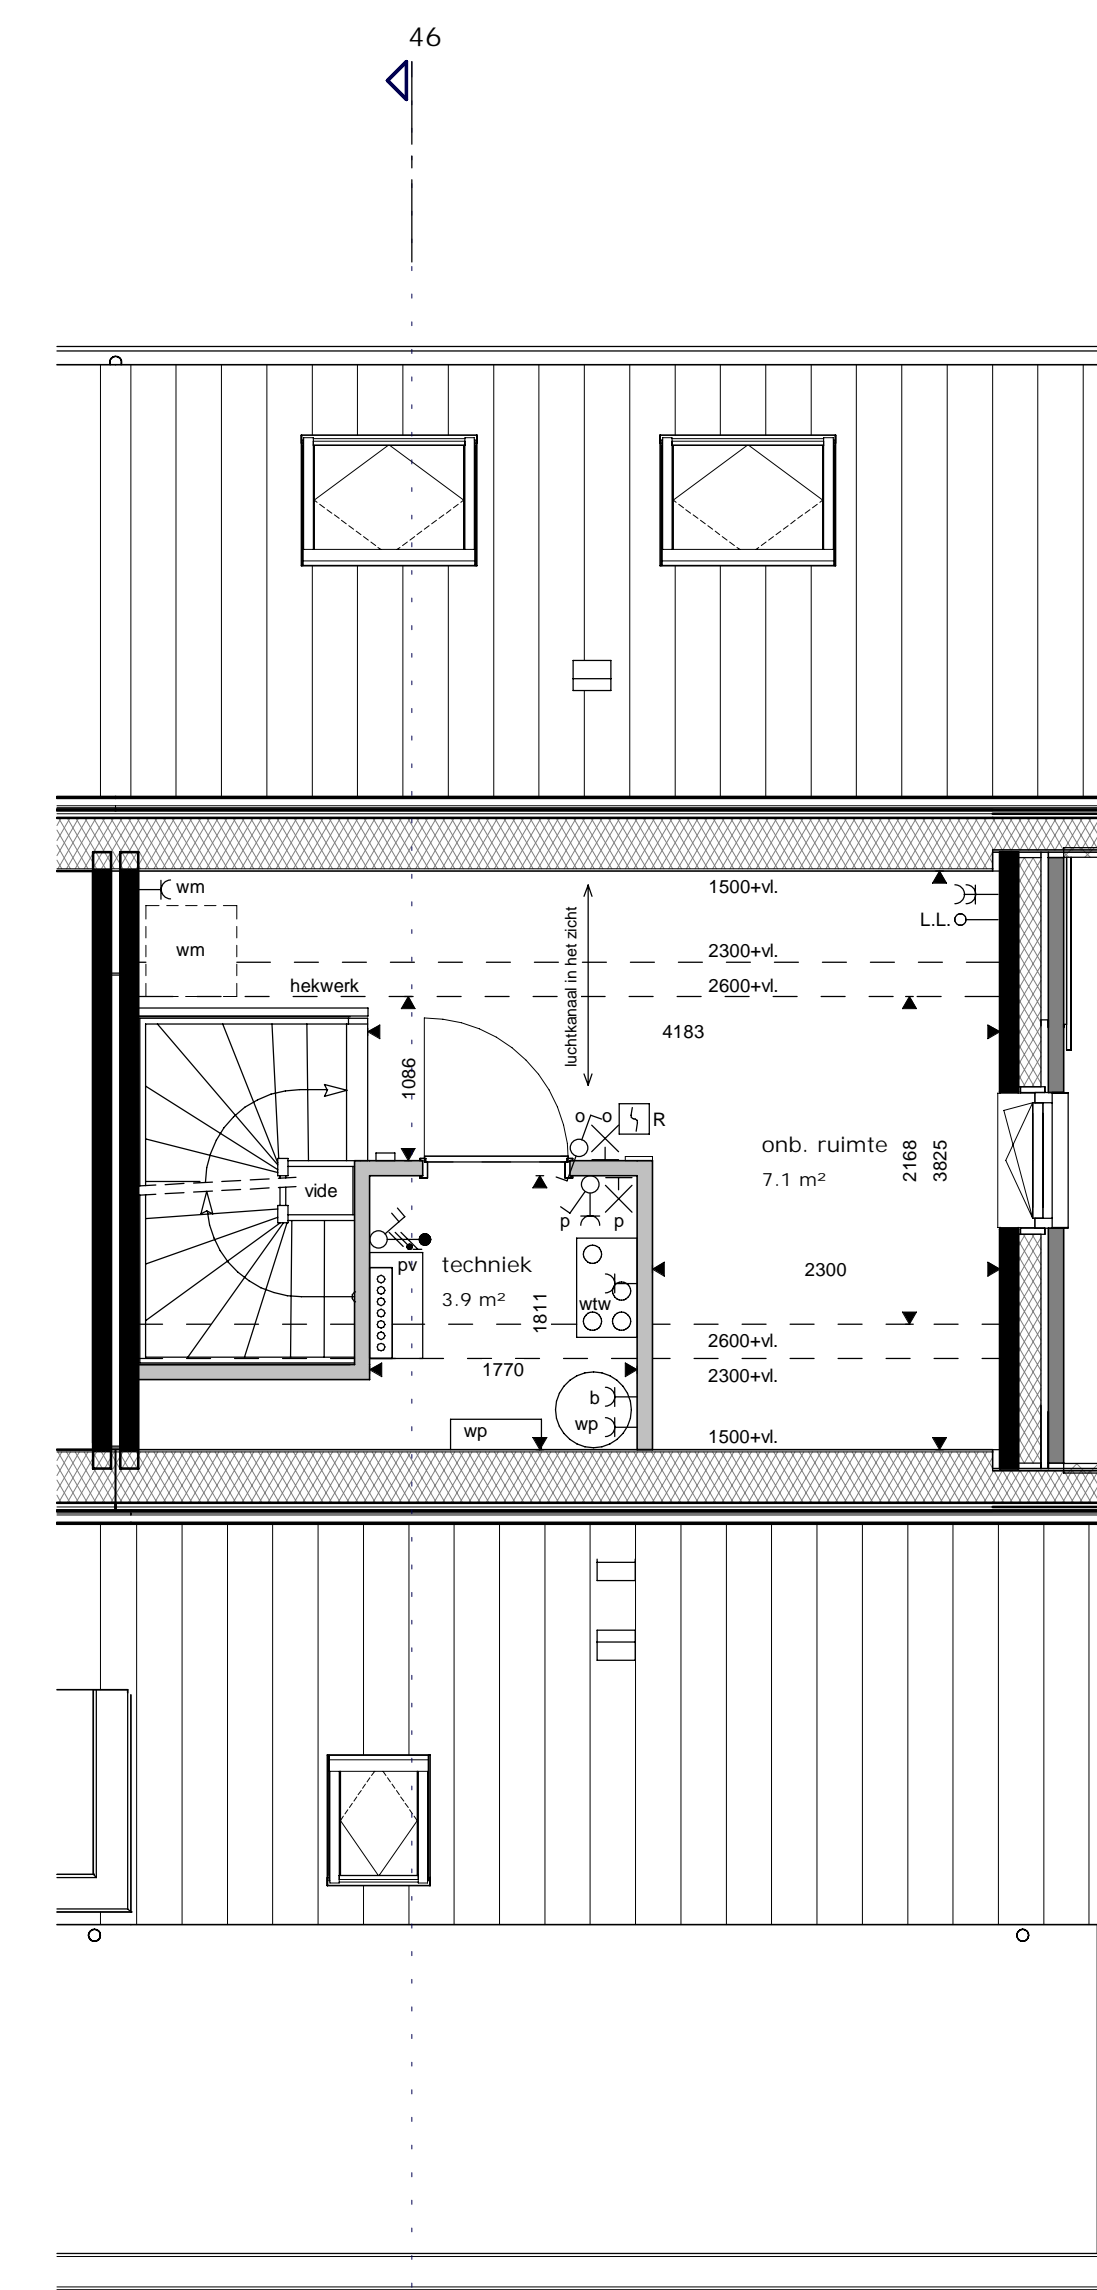 46
wm
1500+vl.
L.L.
wm
2300+vl.
hekwerk
2600+vl.
luchtkanaal in het zicht
4183
1086
o o
R
onb. ruimte
7.1 m²
2168
3825
vide
p
p
pv
techniek
3.9 m²
wtw
1811
2300
2600+vl.
1770
2300+vl.
b
wp
wp
1500+vl.